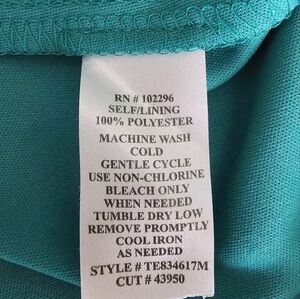 RN # 102296
SELF/LINING
100% POLYESTER
MACHINE WASH
COLD
GENTLE CYCLE
USE NON-CHLORINE
BLEACH ONLY
WHEN NEEDED
TUMBLE DRY LOW
REMOVE PROMPTLY
COOL IRON
AS NEEDED
STYLE # TE834617M
CUT # 43950